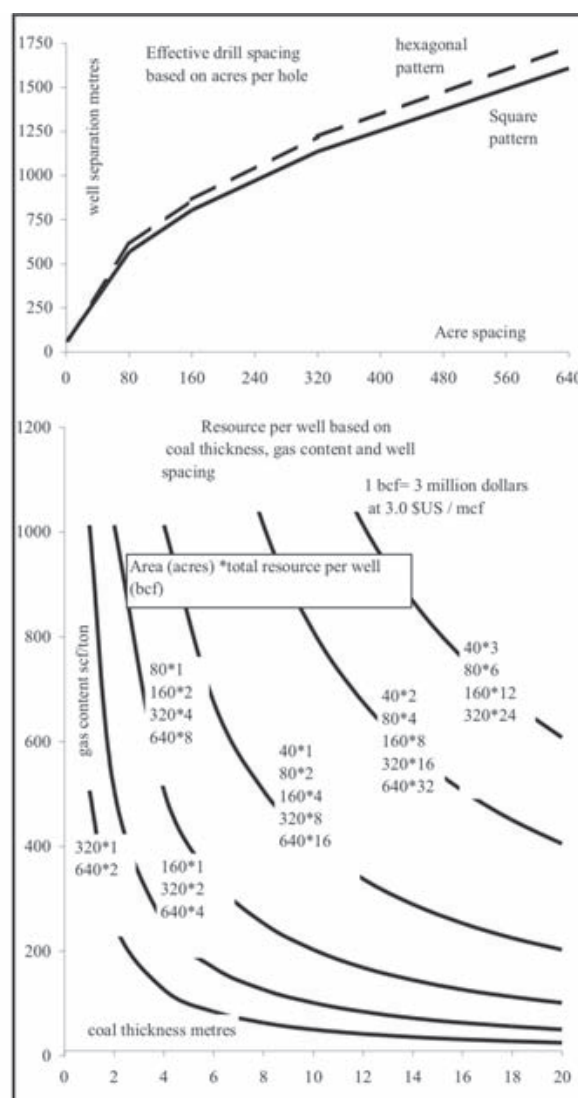 1750
1500
1250
1000
750
500
250
0
well separation metres
Effective drill spacing
based on acres per hole
hexagonal
pattern
Square
pattern
Acre spacing
0 80 160 240 320 400 480 560 640
1200
1000
800
600
400
200
0
gas content scf/ton
Resource per well based on
coal thickness, gas content and well
spacing
1 bcf= 3 million dollars
at 3.0 $US / mcf
Area (acres) *total resource per well
(bcf)
80*1
160*2
320*4
640*8
40*3
80*6
160*12
320*24
40*2
80*4
160*8
320*16
640*32
40*1
80*2
160*4
320*8
640*16
320*1
640*2
160*1
320*2
640*4
coal thickness metres
0 2 4 6 8 10 12 14 16 18 20